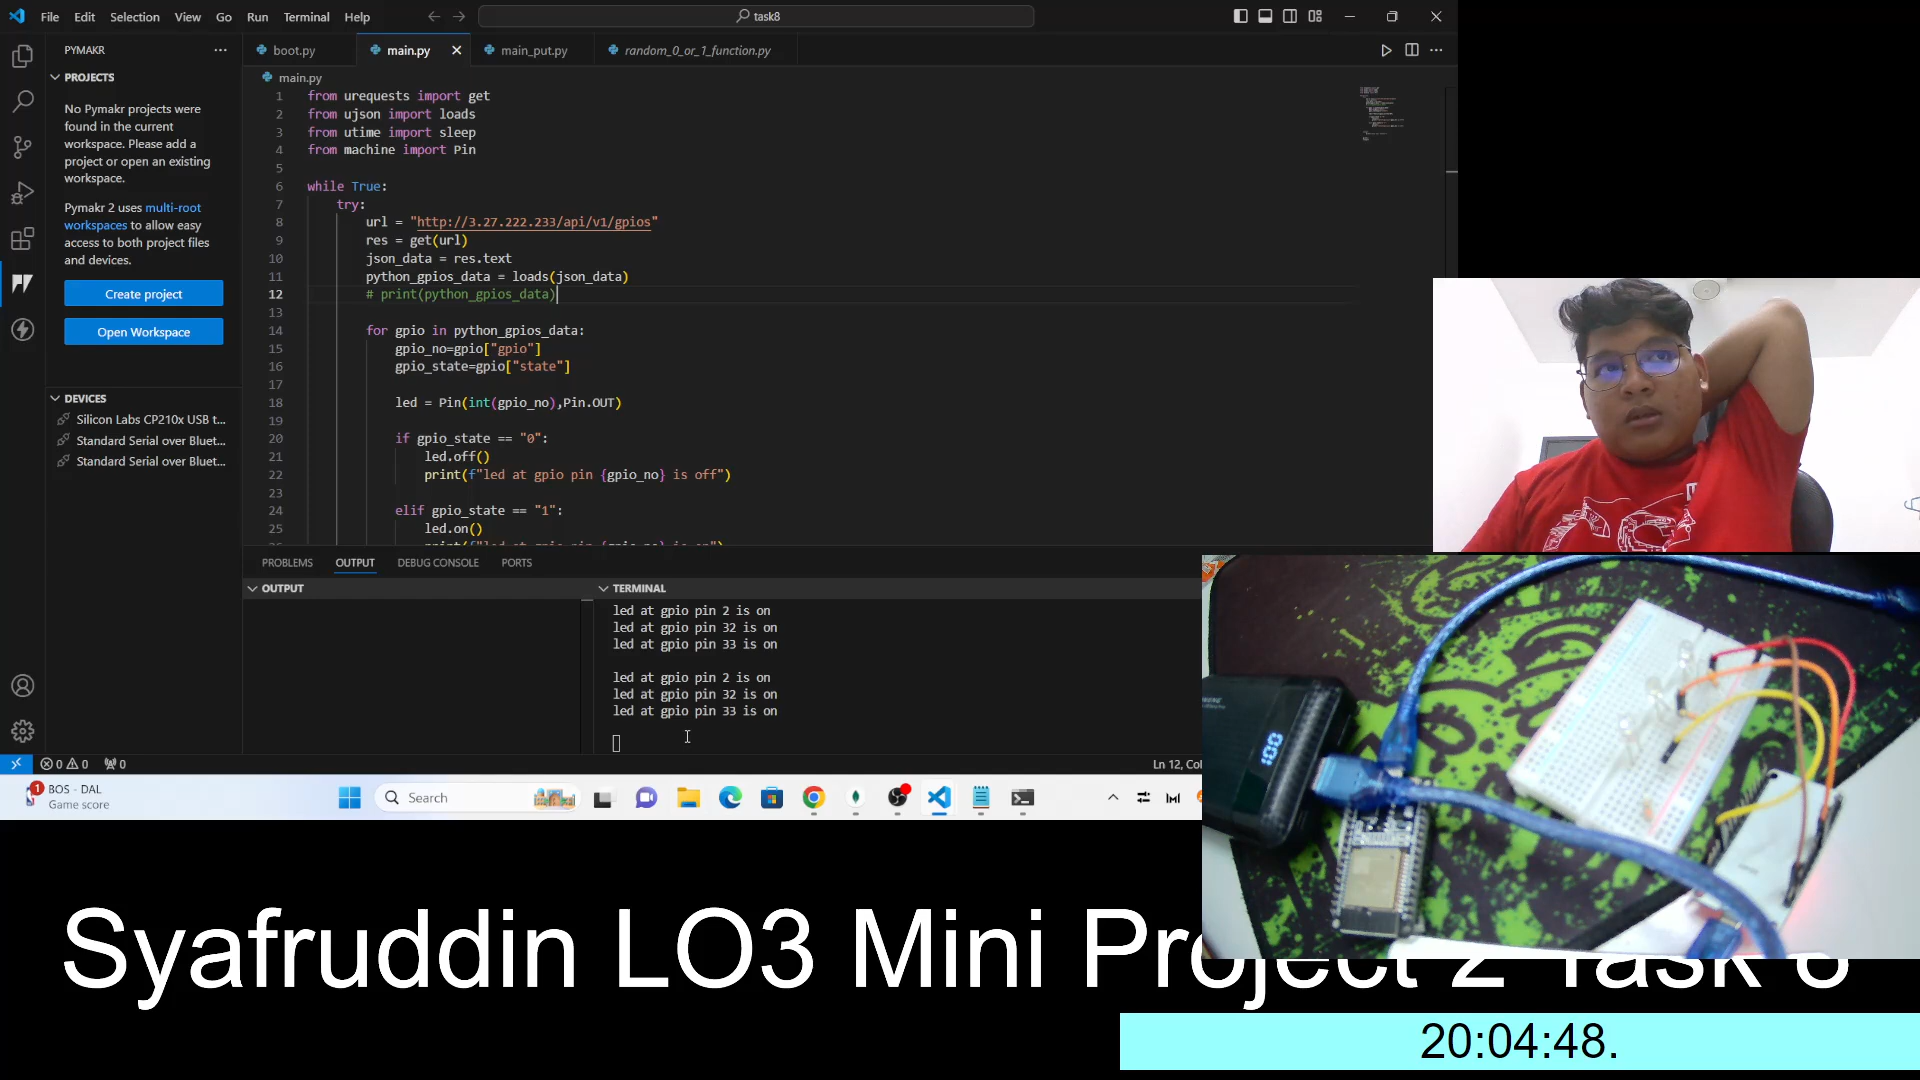 File Edit Selection View Go Run Terminal Help
task8
PYMAKR
PROJECTS
No Pymakr projects were
found in the current
workspace. Please add a
project or open an existing
workspace.
Pymakr 2 uses multi-root
workspaces to allow easy
access to both project files
and devices.
Create project
Open Workspace
DEVICES
Silicon Labs CP210x USB t...
Standard Serial over Bluet...
Standard Serial over Bluet...
boot.py
main.py
main_put.py
random_0_or_1_function.py
main.py
1 from urequests import get
2 from ujson import loads
3 from utime import sleep
4 from machine import Pin
5
6 while True:
7 try:
8 url = "http://3.27.222.233/api/v1/gpios"
9 res = get(url)
10 json_data = res.text
11 python_gpios_data = loads(json_data)
12 # print(python_gpios_data)
13
14 for gpio in python_gpios_data:
15 gpio_no=gpio["gpio"]
16 gpio_state=gpio["state"]
17
18 led = Pin(int(gpio_no),Pin.OUT)
19
20 if gpio_state == "0":
21 led.off()
22 print(f"led at gpio pin {gpio_no} is off")
23
24 elif gpio_state == "1":
25 led.on()
PROBLEMS OUTPUT DEBUG CONSOLE PORTS
OUTPUT
TERMINAL
led at gpio pin 2 is on
led at gpio pin 32 is on
led at gpio pin 33 is on
led at gpio pin 2 is on
led at gpio pin 32 is on
led at gpio pin 33 is on
0 0 0
Ln 12, Col
1
BOS - DAL
Game score
Search
100
Syafruddin LO3 Mini Project 2 Task
20:04:48.